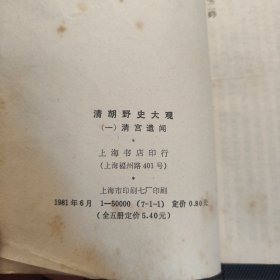 清朝野史大观
(一)清宫遗闻
上海书店印行
(上海福州路401号)
上海市印刷七厂印刷
1981年6月 1—50000 (7-1-1) 定价0.80元
(全五册定价5.40元)